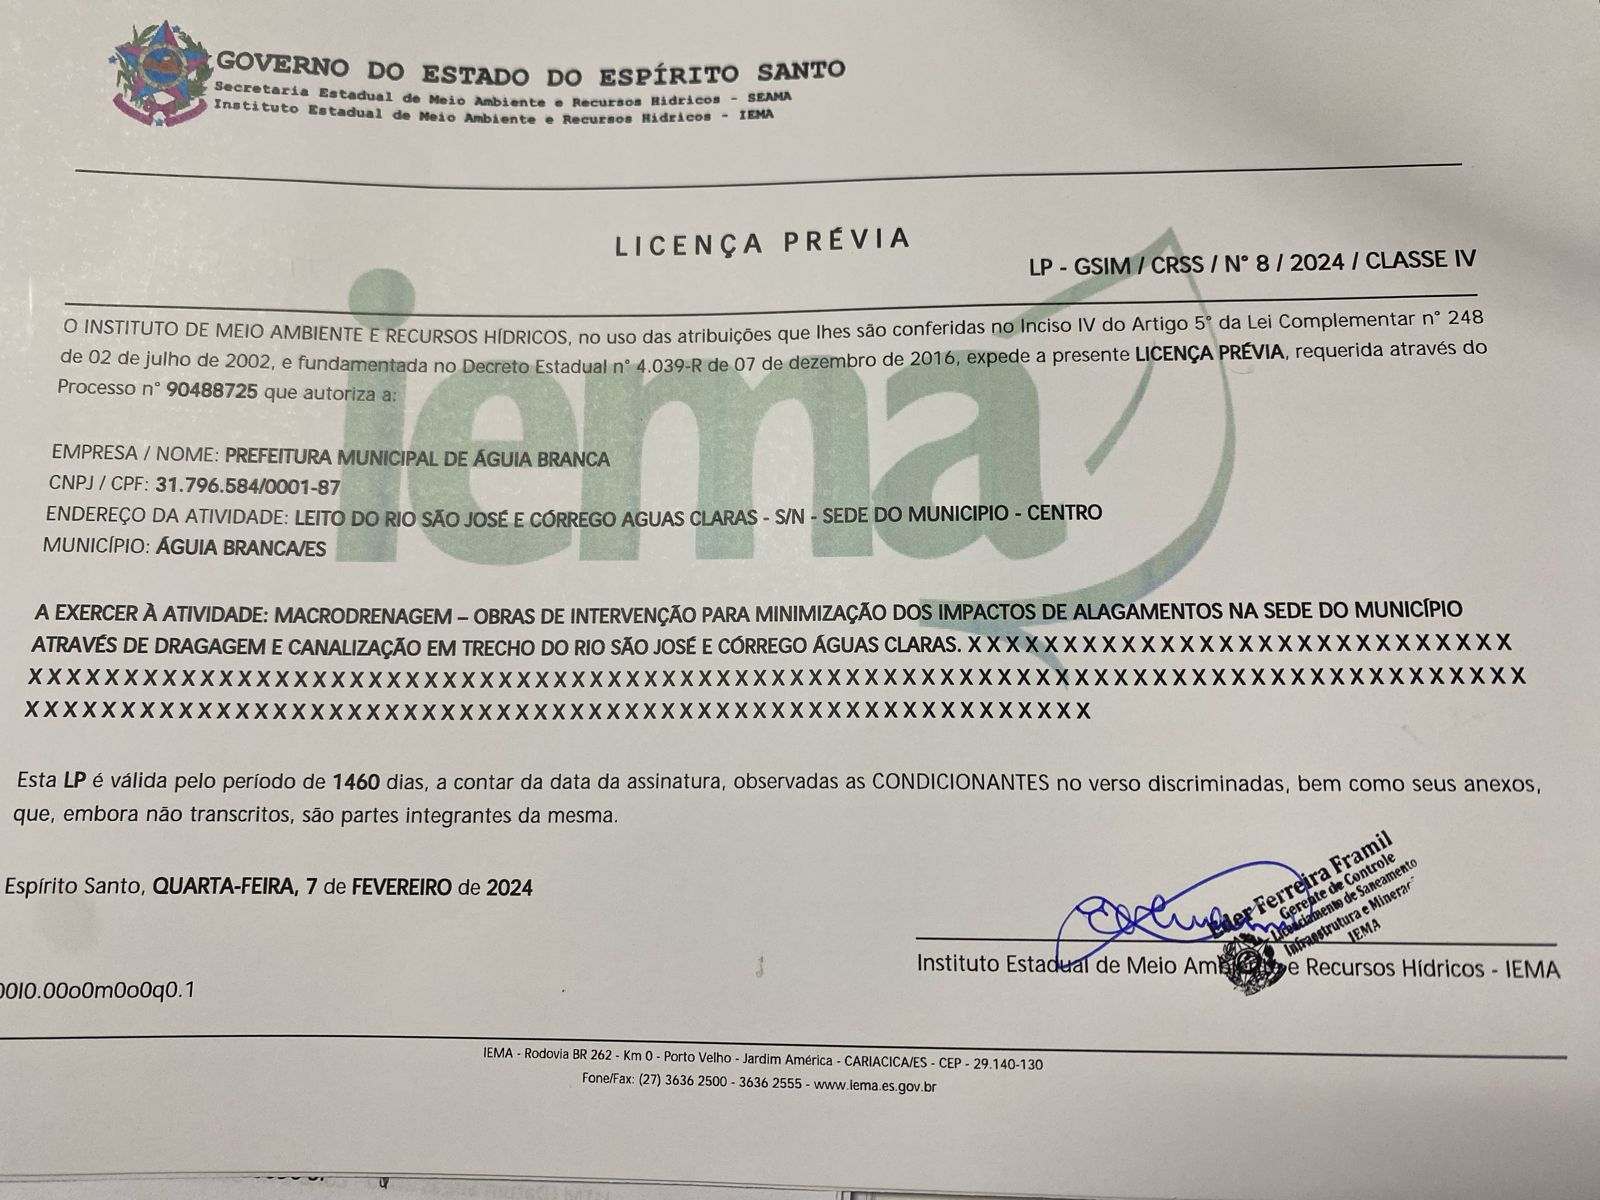 GOVERNO DO ESTADO DO ESPÍRITO SANTO
Secretaria Estadual de Meio Ambiente e Recursos Hídricos - SEAMA
Instituto Estadual de Meio Ambiente e Recursos Hídricos - IEMA
LICENÇA PRÉVIA
LP - GSIM / CRSS / N° 8 / 2024 / CLASSE IV
iema
O INSTITUTO DE MEIO AMBIENTE E RECURSOS HÍDRICOS, no uso das atribuições que lhes são conferidas no Inciso IV do Artigo 5° da Lei Complementar n° 248
de 02 de julho de 2002, e fundamentada no Decreto Estadual n° 4.039-R de 07 de dezembro de 2016, expede a presente LICENÇA PRÉVIA, requerida através do
Processo n° 90488725 que autoriza a:
EMPRESA / NOME: PREFEITURA MUNICIPAL DE ÁGUIA BRANCA
CNPJ / CPF: 31.796.584/0001-87
ENDEREÇO DA ATIVIDADE: LEITO DO RIO SÃO JOSÉ E CÓRREGO AGUAS CLARAS - S/N - SEDE DO MUNICIPIO - CENTRO
MUNICÍPIO: ÁGUIA BRANCA/ES
A EXERCER À ATIVIDADE: MACRODRENAGEM – OBRAS DE INTERVENÇÃO PARA MINIMIZAÇÃO DOS IMPACTOS DE ALAGAMENTOS NA SEDE DO MUNICÍPIO
ATRAVÉS DE DRAGAGEM E CANALIZAÇÃO EM TRECHO DO RIO SÃO JOSÉ E CÓRREGO ÁGUAS CLARAS. X X X X X X X X X X X X X X X X X X X X X X X X X X X X X
X X X X X X X X X X X X X X X X X X X X X X X X X X X X X X X X X X X X X X X X X X X X X X X X X X X X X X X X X X X X X X X X X X X X X X X X X X X X X X X
X X X X X X X X X X X X X X X X X X X X X X X X X X X X X X X X X X X X X X X X X X X X X X X X X X X X X X X X
Esta LP é válida pelo período de 1460 dias, a contar da data da assinatura, observadas as CONDICIONANTES no verso discriminadas, bem como seus anexos,
que, embora não transcritos, são partes integrantes da mesma.
Espírito Santo, QUARTA-FEIRA, 7 de FEVEREIRO de 2024
Eder Ferreira Framil
Gerente de Controle
Licenciamento de Saneamento
Infraestrutura e Minerar
IEMA
Instituto Estadual de Meio Ambiente e Recursos Hídricos - IEMA
00I0.00o0m0o0q0.1
IEMA - Rodovia BR 262 - Km 0 - Porto Velho - Jardim América - CARIACICA/ES - CEP - 29.140-130
Fone/Fax: (27) 3636 2500 - 3636 2555 - www.iema.es.gov.br